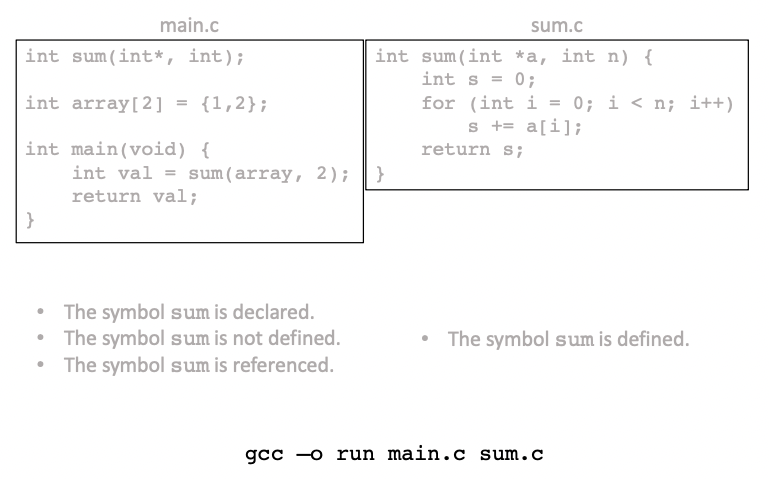 main.c
int sum(int*, int);
int array[2] = {1,2};
int main(void) {
    int val = sum(array, 2);
    return val;
}
sum.c
int sum(int *a, int n) {
    int s = 0;
    for (int i = 0; i < n; i++)
        s += a[i];
    return s;
}
• The symbol sum is declared.
• The symbol sum is not defined.
• The symbol sum is referenced.
• The symbol sum is defined.
gcc –o run main.c sum.c